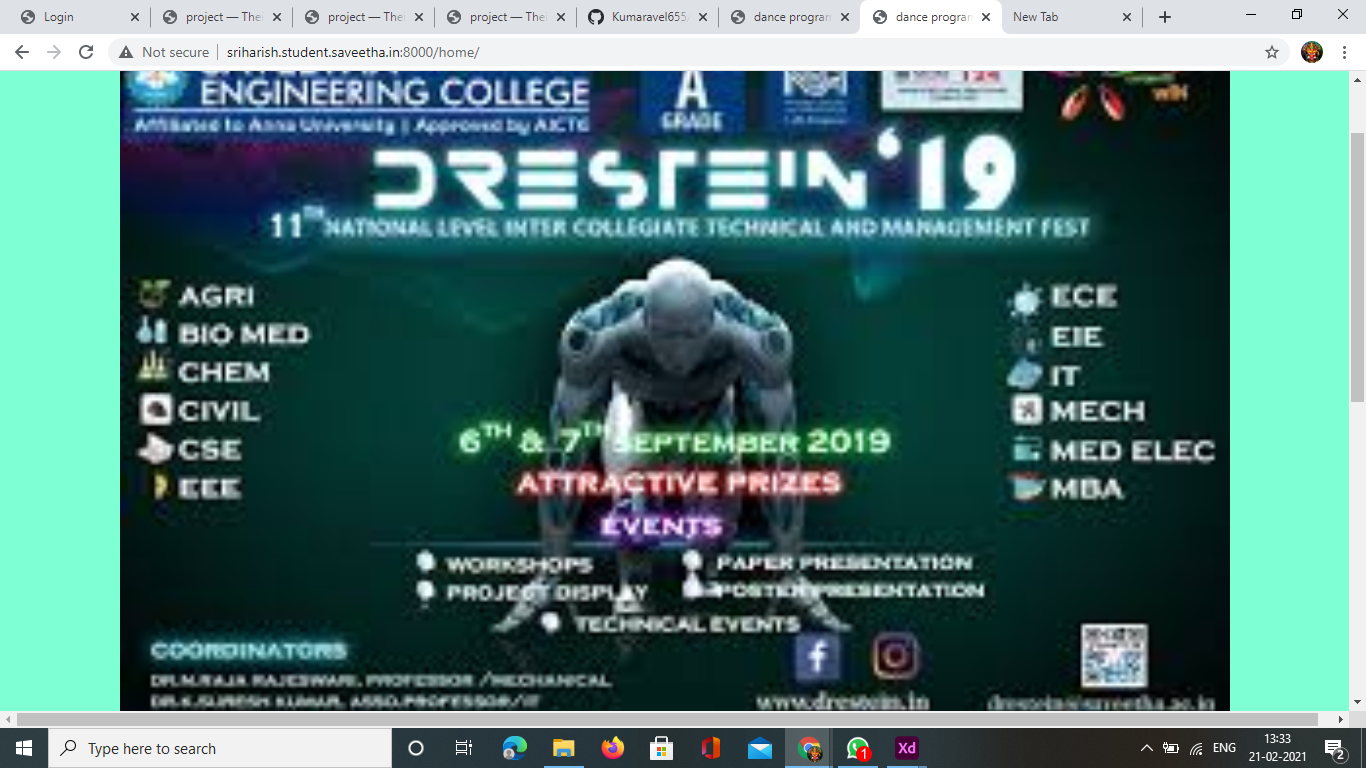 Login
project — The
project — The
project — The
Kumaravel655
dance program
dance program
New Tab
Not secure
sriharish.student.saveetha.in:8000/home/
ENGINEERING COLLEGE
Affiliated to Anna University | Approved by AICTE
A
GRADE
DRESTEIN'19
11TH NATIONAL LEVEL INTER COLLEGIATE TECHNICAL AND MANAGEMENT FEST
AGRI
BIO MED
CHEM
CIVIL
CSE
EEE
ECE
EIE
IT
MECH
MED ELEC
MBA
6TH & 7TH SEPTEMBER 2019
ATTRACTIVE PRIZES
EVENTS
WORKSHOPS
PAPER PRESENTATION
PROJECT DISPLAY
POSTER PRESENTATION
TECHNICAL EVENTS
COORDINATORS
DR.N.RAJA RAJESWARI, PROFESSOR /MECHANICAL
DR.K.SURESH KUMAR, ASSO.PROFESSOR/IT
www.drestein.in
drestein@saveetha.ac.in
Type here to search
Xd
1
ENG
13:33
21-02-2021
2